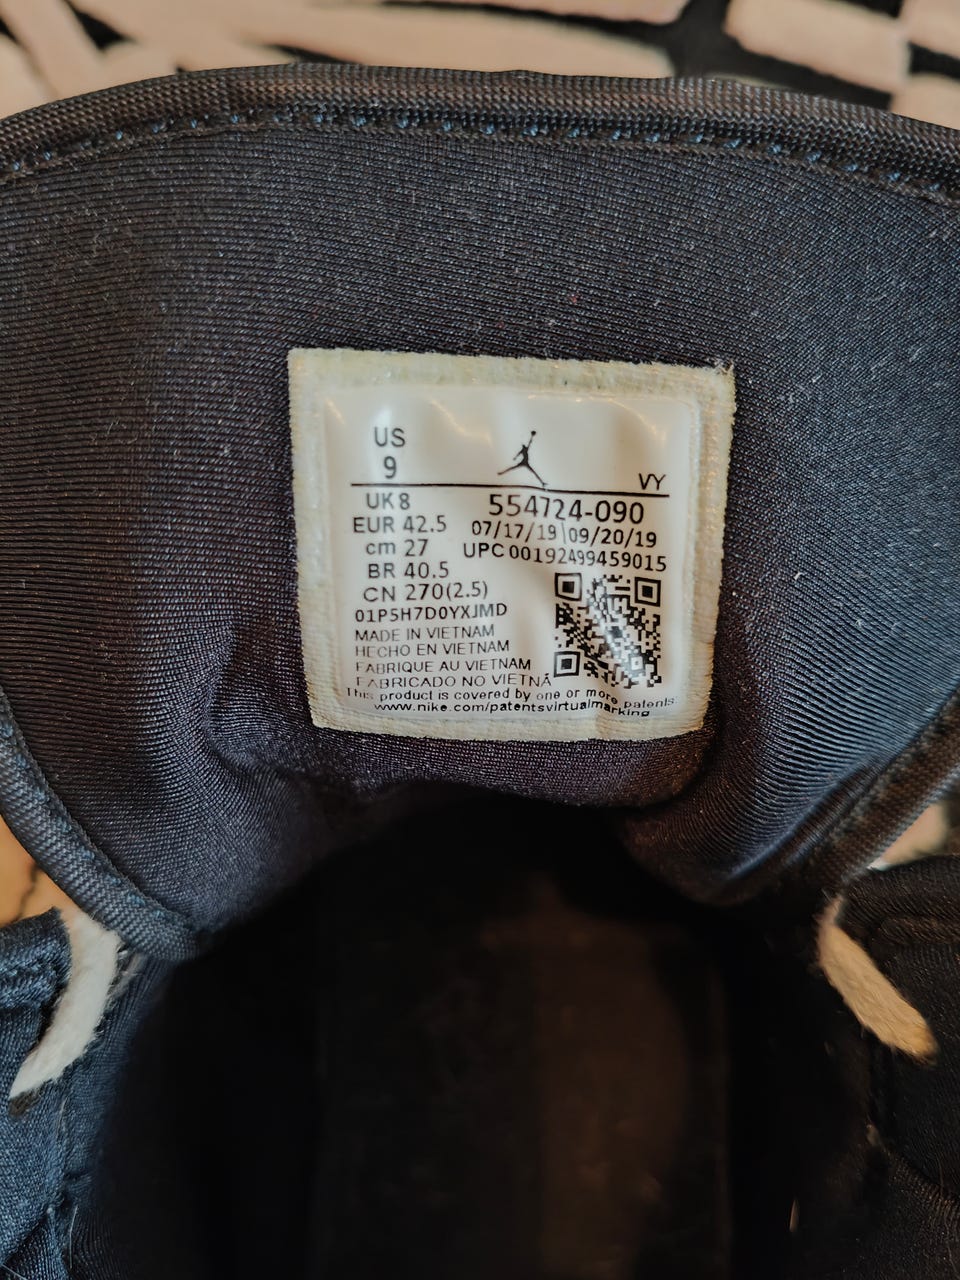 US
9
VY
UK 8
554724-090
EUR 42.5
07/17/19 09/20/19
cm 27
UPC 00192499459015
BR 40.5
CN 270(2.5)
01P5H7D0YXJMD
MADE IN VIETNAM
HECHO EN VIETNAM
FABRIQUE AU VIETNAM
FABRICADO NO VIETNÃ
This product is covered by one or more patents
www.nike.com/patentsvirtualmarking